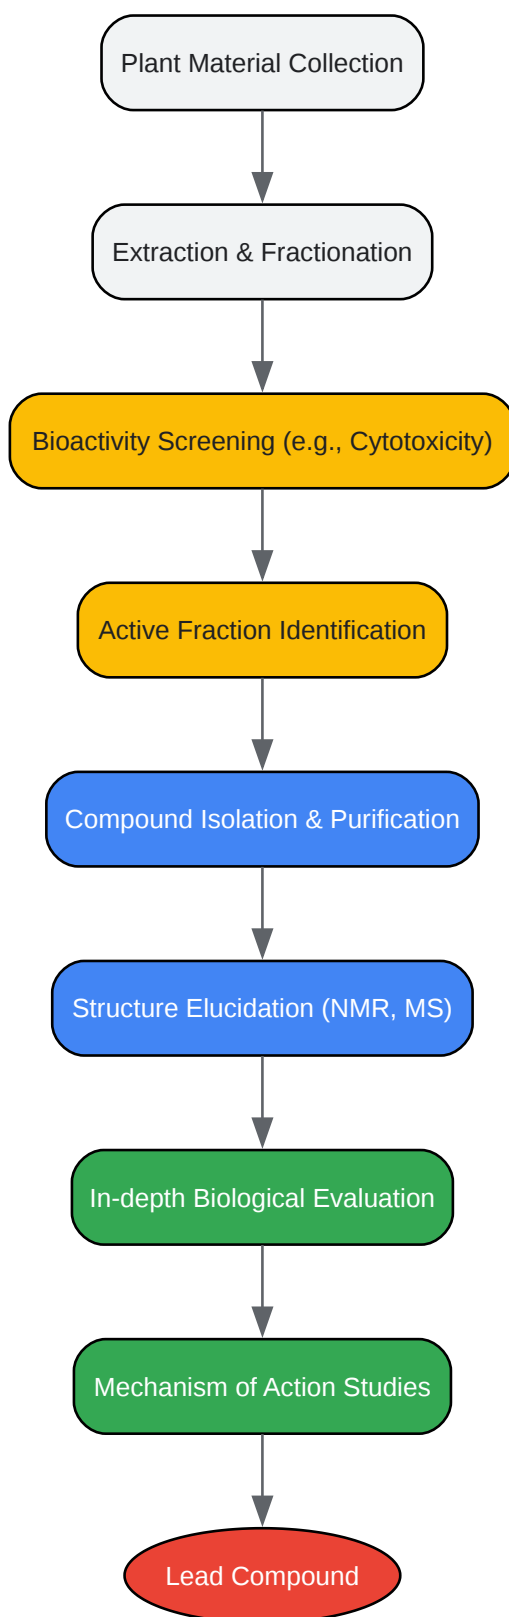 Plant Material Collection
Extraction & Fractionation
Bioactivity Screening (e.g., Cytotoxicity)
Active Fraction Identification
Compound Isolation & Purification
Structure Elucidation (NMR, MS)
In-depth Biological Evaluation
Mechanism of Action Studies
Lead Compound